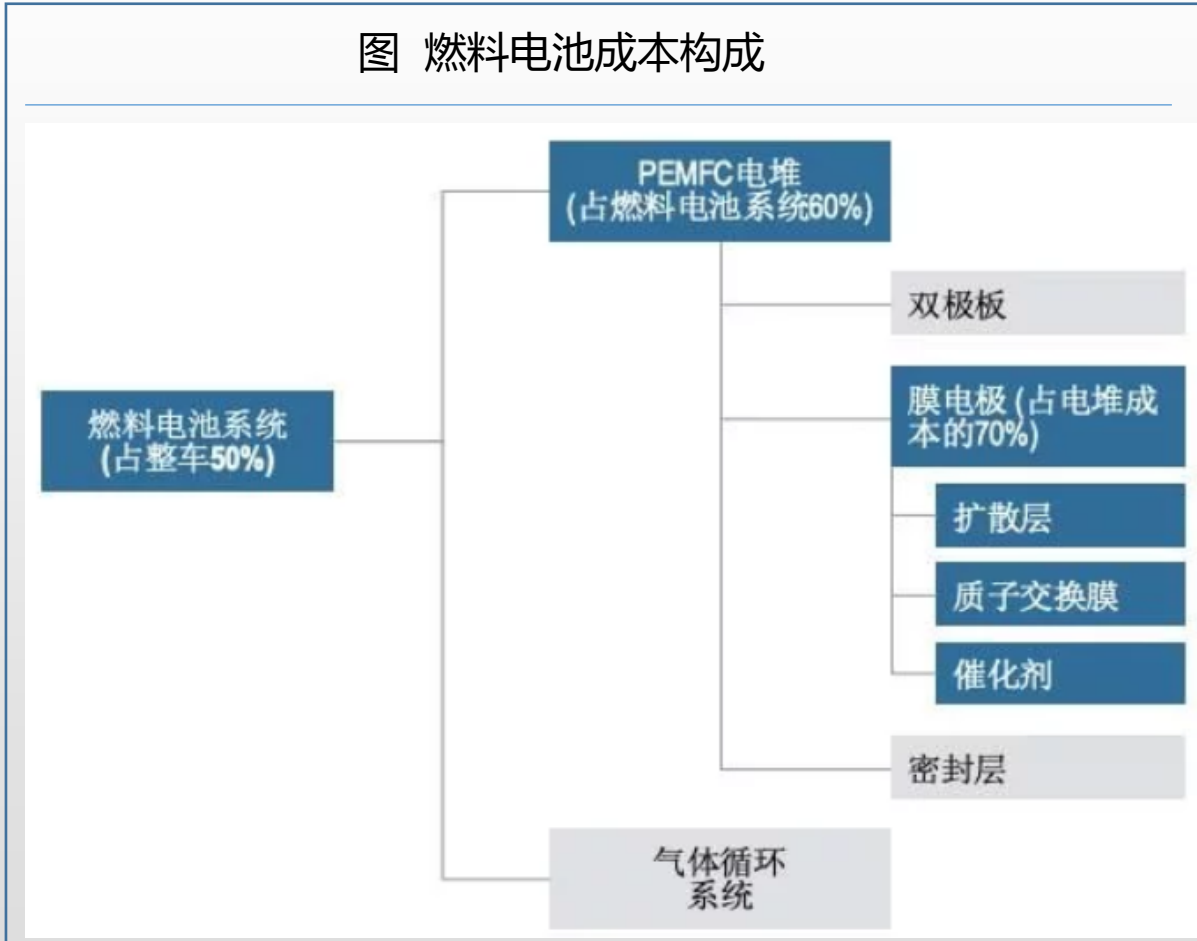 图 燃料电池成本构成
PEMFC电堆
(占燃料电池系统60%)
双极板
燃料电池系统
(占整车50%)
膜电极 (占电堆成
本的70%)
扩散层
质子交换膜
催化剂
密封层
气体循环
系统